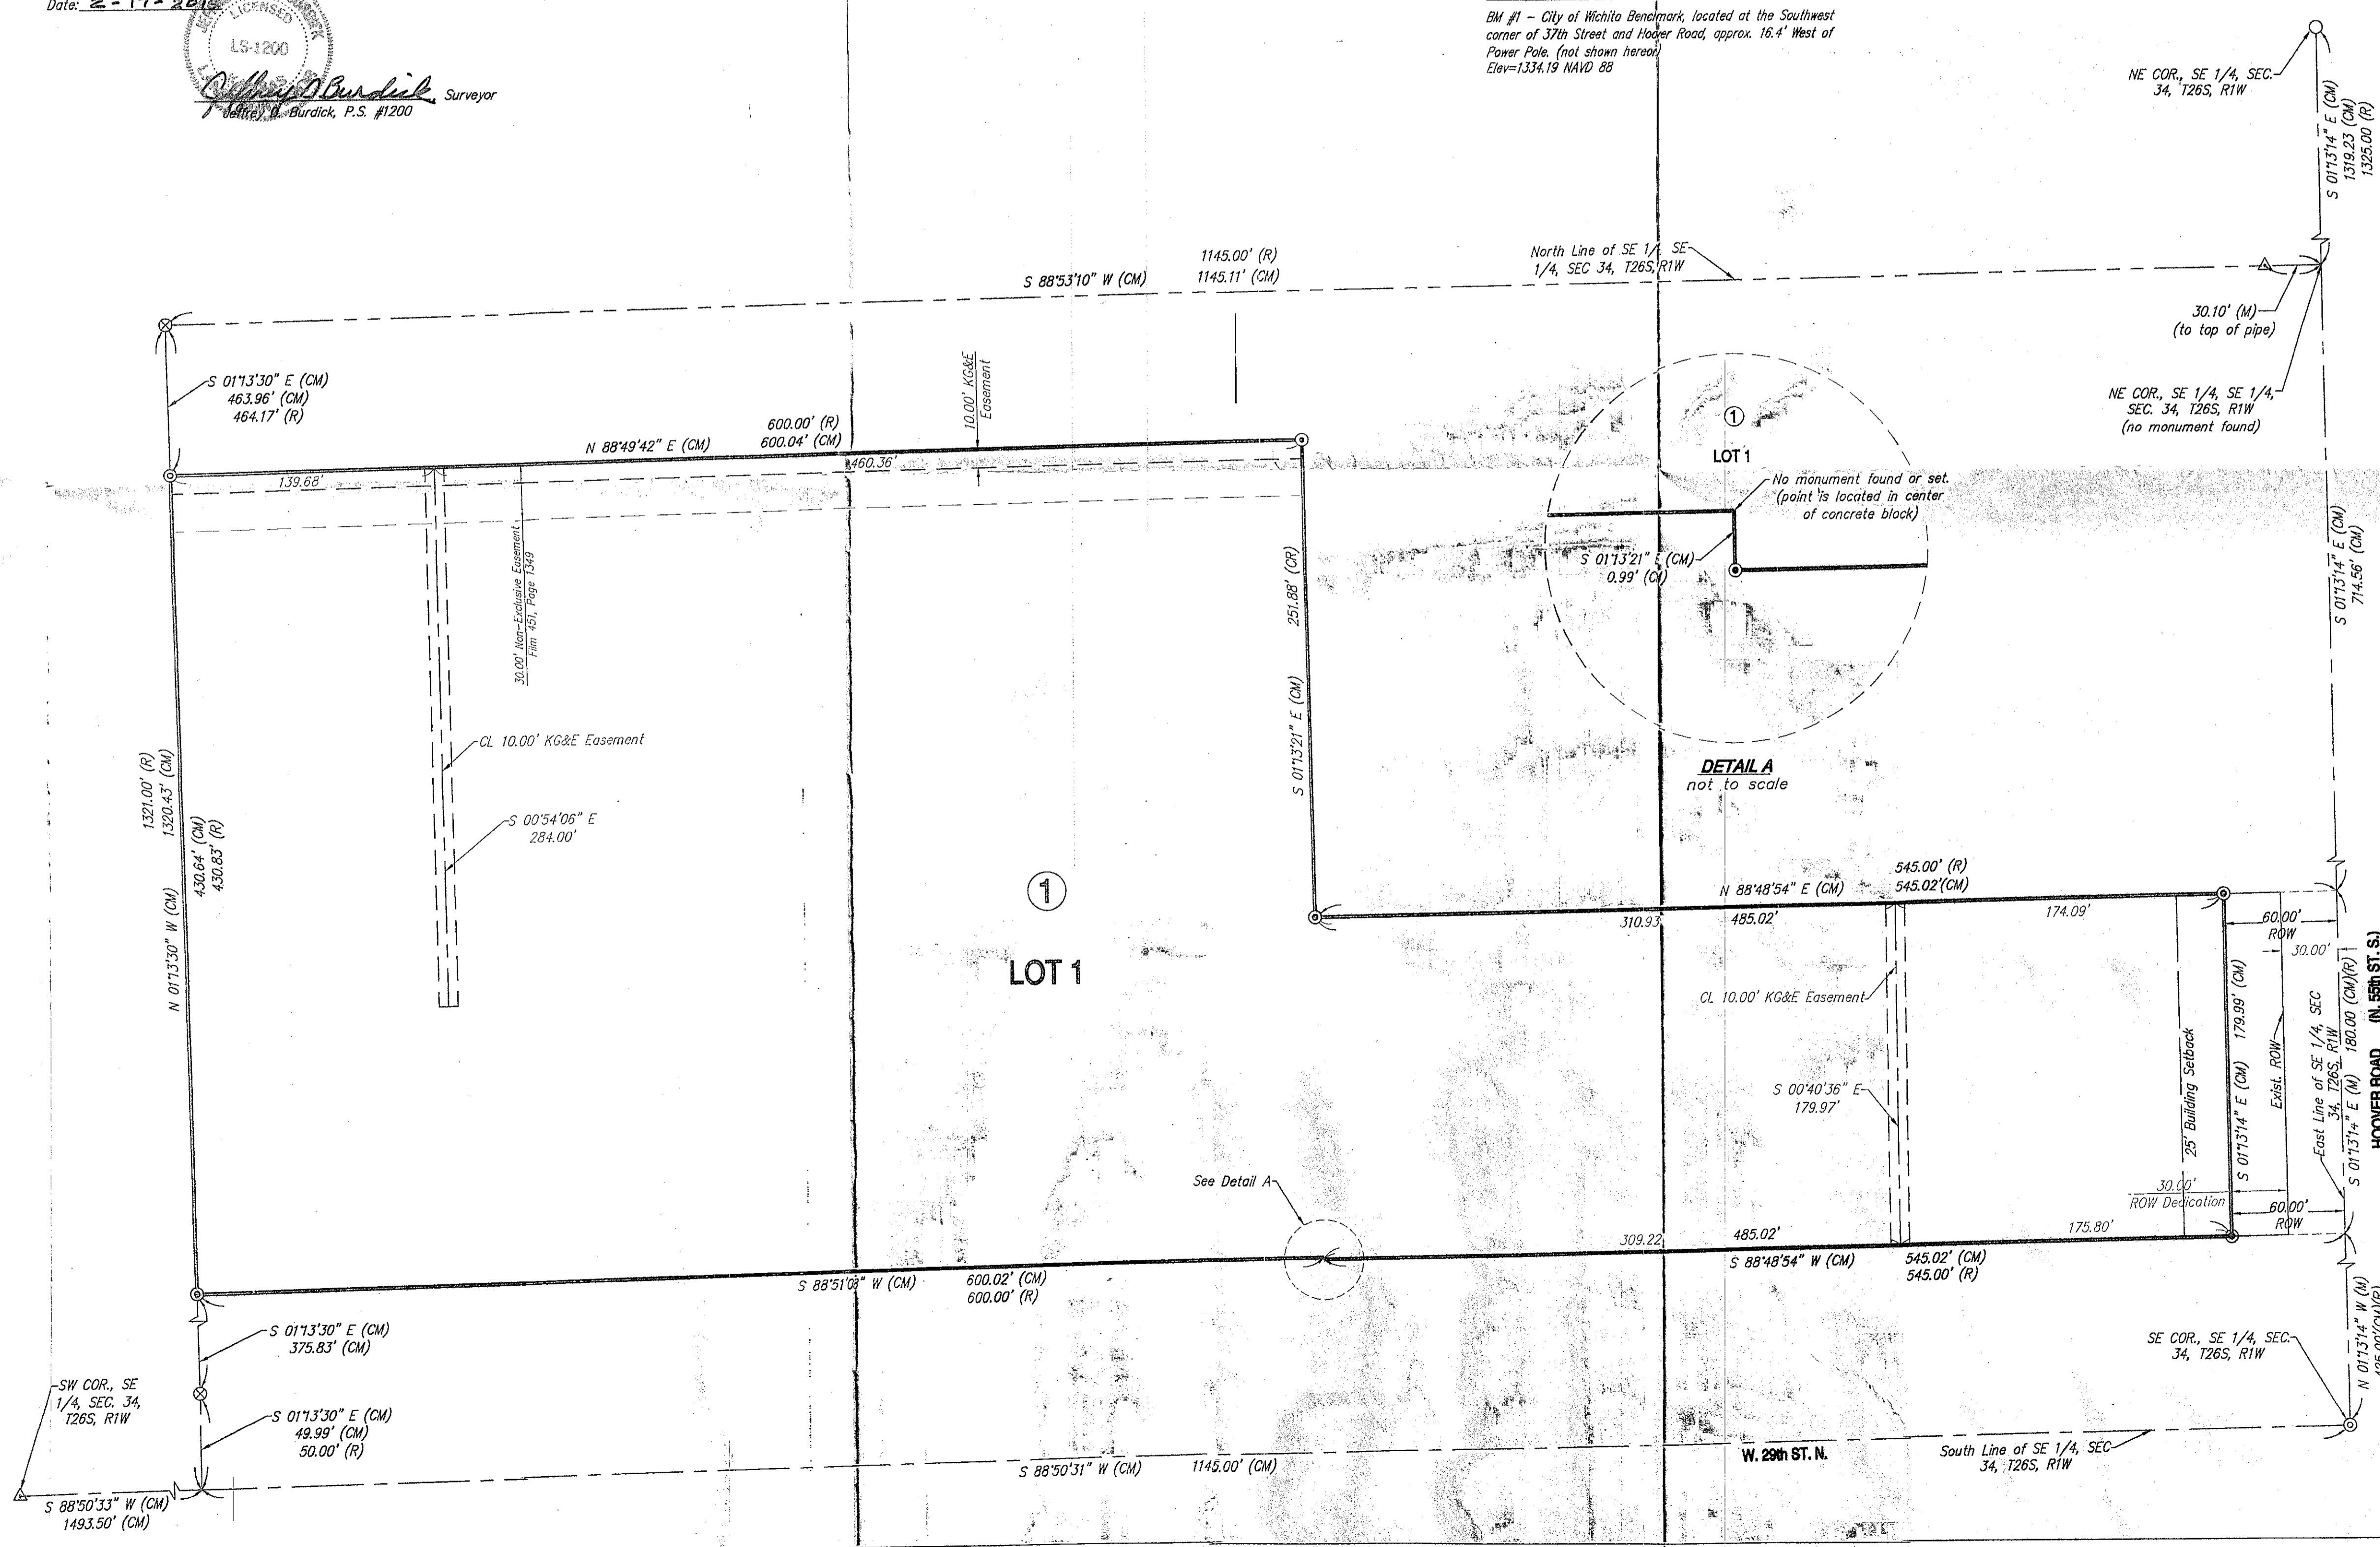 Date: 2-17-2015
LICENSED
LS-1200
Surveyor
Jeffrey D. Burdick, P.S. #1200
BM #1 - City of Wichita Benchmark, located at the Southwest
corner of 37th Street and Hoover Road, approx. 16.4' West of
Power Pole. (not shown hereon)
Elev=1334.19 NAVD 88
NE COR., SE 1/4, SEC.
34, T26S, R1W
S 01°13'14" E (CM)
1319.23 (CM)
1325.00 (R)
1145.00' (R)
S 88°53'10" W (CM) 1145.11' (CM)
North Line of SE 1/4 SE
1/4, SEC 34, T26S, R1W
30.10' (M)
(to top of pipe)
NE COR., SE 1/4, SE 1/4,
SEC. 34, T26S, R1W
(no monument found)
S 01°13'30" E (CM)
463.96' (CM)
464.17' (R)
10.00' KG&E
Easement
600.00' (R)
N 88°49'42" E (CM) 600.04' (CM)
139.68'
460.36'
30.00' Non-Exclusive Easement
Film 451, Page 1349
1
LOT 1
No monument found or set.
(point is located in center
of concrete block)
S 01°13'21" E (CM)
0.99' (C
DETAIL A
not to scale
S 01°13'14" E (CM)
714.56' (CM)
251.88' (CR)
S 01°13'21" E (CM)
CL 10.00' KG&E Easement
S 00°54'06" E
284.00'
1321.00' (R)
1320.43' (CM)
N 01°13'30" W (CM)
430.64' (CM)
430.83' (R)
1
LOT 1
545.00' (R)
N 88°48'54" E (CM) 545.02'(CM)
310.93
485.02'
174.09'
60.00'
ROW
30.00'
CL 10.00' KG&E Easement
S 00°40'36" E
179.97'
25' Building Setback
S 01°13'14" E (CM) 179.99' (CM)
Exist. ROW
East Line of SE 1/4, SEC
34, T26S, R1W
S 01°13'14" E (M) 180.00 (CM)(R)
HOOVER ROAD (N. 55th ST. S.)
30.00'
ROW Dedication
60.00'
ROW
See Detail A
309.22
485.02'
175.80'
S 88°48'54" W (CM) 545.02' (CM)
545.00' (R)
S 88°51'03" W (CM) 600.02' (CM)
600.00' (R)
S 01°13'30" E (CM)
375.83' (CM)
SW COR., SE
1/4, SEC. 34,
T26S, R1W
S 01°13'30" E (CM)
49.99' (CM)
50.00' (R)
S 88°50'33" W (CM)
1493.50' (CM)
S 88°50'31" W (CM) 1145.00' (CM)
W. 29th ST. N.
South Line of SE 1/4, SEC
34, T26S, R1W
SE COR., SE 1/4, SEC.
34, T26S, R1W
N 01°13'14" W (M)